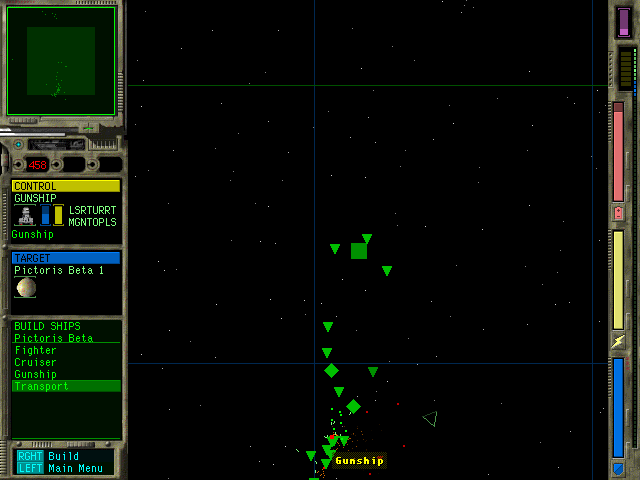 458
CONTROL
GUNSHIP
LSRTURRT
MGNTOPLS
Gunship
TARGET
Pictoris Beta 1
BUILD SHIPS
Pictoris Beta
Fighter
Cruiser
Gunship
Transport
RGHT Build
LEFT Main Menu
Gunship